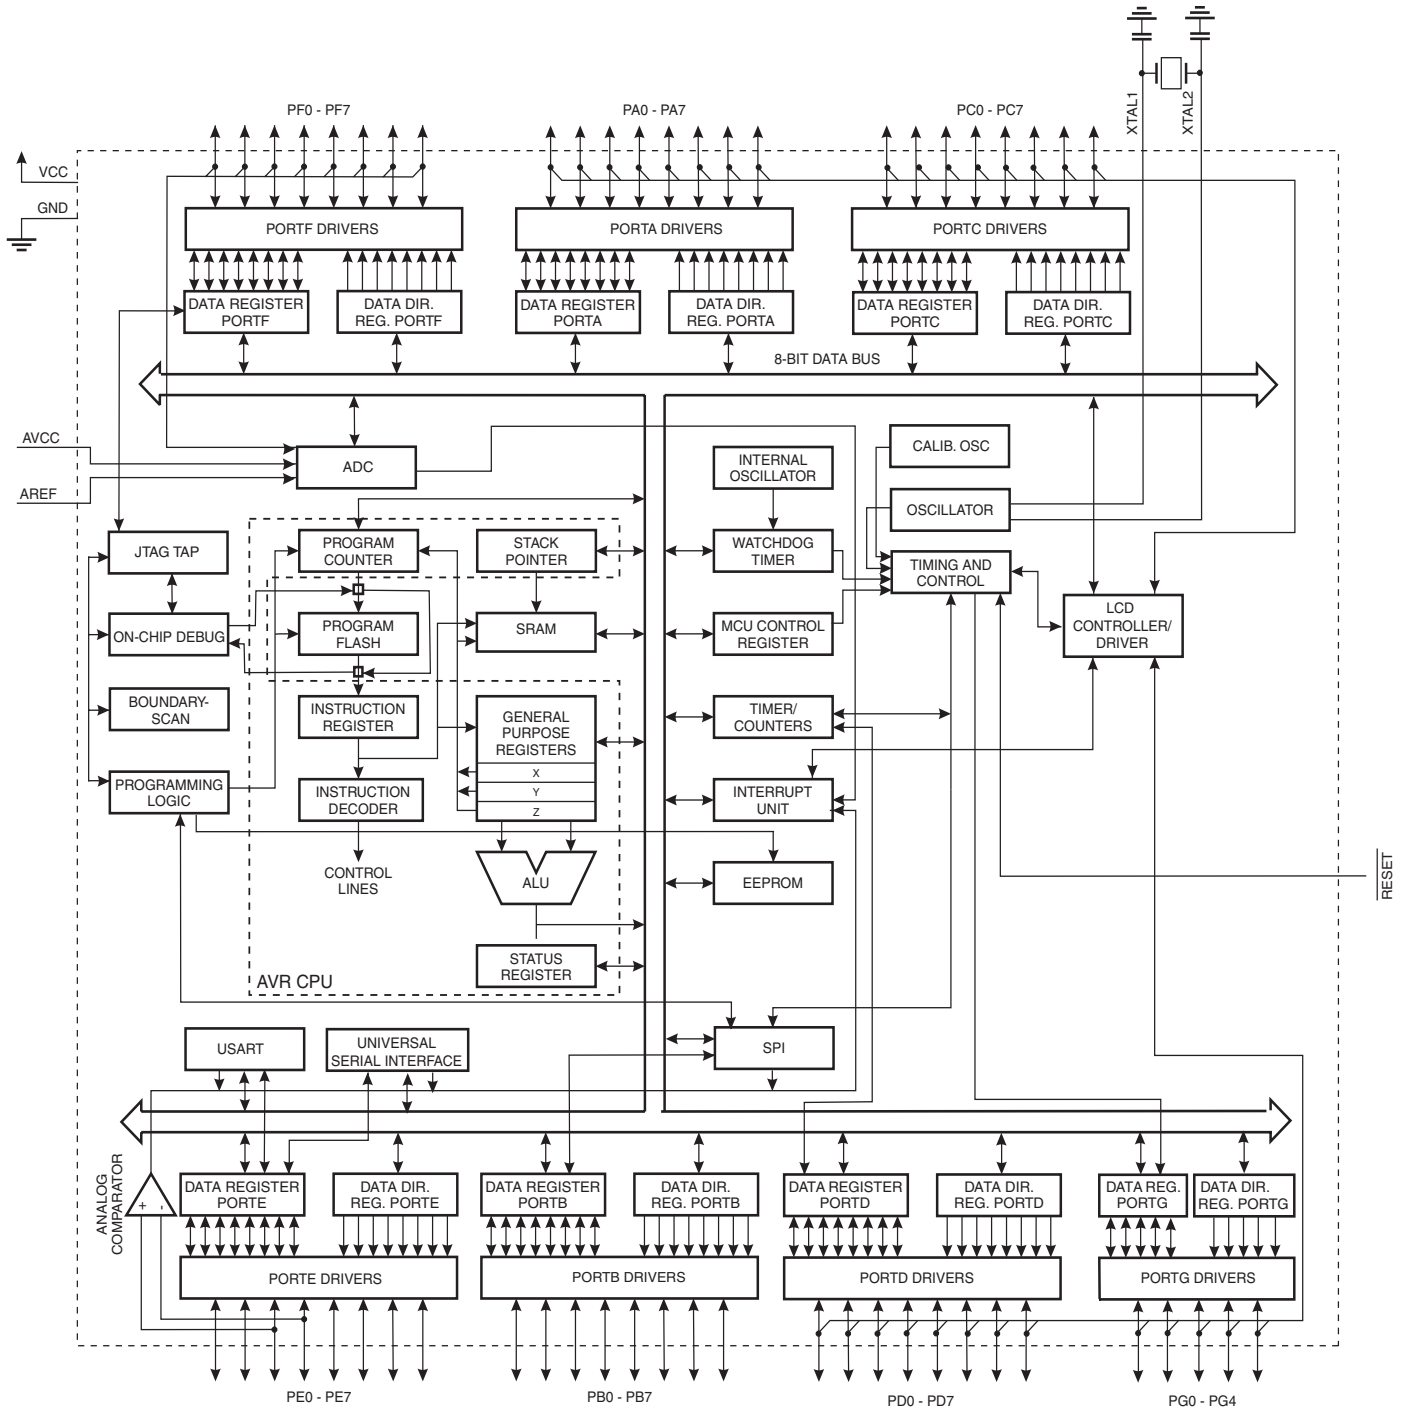 XTAL1
XTAL2
PF0 - PF7
PA0 - PA7
PC0 - PC7
VCC
GND
PORTF DRIVERS
PORTA DRIVERS
PORTC DRIVERS
DATA REGISTER
PORTF
DATA DIR.
REG. PORTF
DATA REGISTER
PORTA
DATA DIR.
REG. PORTA
DATA REGISTER
PORTC
DATA DIR.
REG. PORTC
8-BIT DATA BUS
AVCC
AREF
ADC
INTERNAL
OSCILLATOR
CALIB. OSC
OSCILLATOR
JTAG TAP
PROGRAM
COUNTER
STACK
POINTER
WATCHDOG
TIMER
TIMING AND
CONTROL
LCD
CONTROLLER/
DRIVER
ON-CHIP DEBUG
PROGRAM
FLASH
SRAM
MCU CONTROL
REGISTER
BOUNDARY-
SCAN
INSTRUCTION
REGISTER
GENERAL
PURPOSE
REGISTERS
X
Y
Z
TIMER/
COUNTERS
PROGRAMMING
LOGIC
INSTRUCTION
DECODER
INTERRUPT
UNIT
CONTROL
LINES
ALU
EEPROM
RESET
STATUS
REGISTER
AVR CPU
USART
UNIVERSAL
SERIAL INTERFACE
SPI
ANALOG
COMPARATOR
+
-
DATA REGISTER
PORTE
DATA DIR.
REG. PORTE
DATA REGISTER
PORTB
DATA DIR.
REG. PORTB
DATA REGISTER
PORTD
DATA DIR.
REG. PORTD
DATA REG.
PORTG
DATA DIR.
REG. PORTG
PORTE DRIVERS
PORTB DRIVERS
PORTD DRIVERS
PORTG DRIVERS
PE0 - PE7
PB0 - PB7
PD0 - PD7
PG0 - PG4